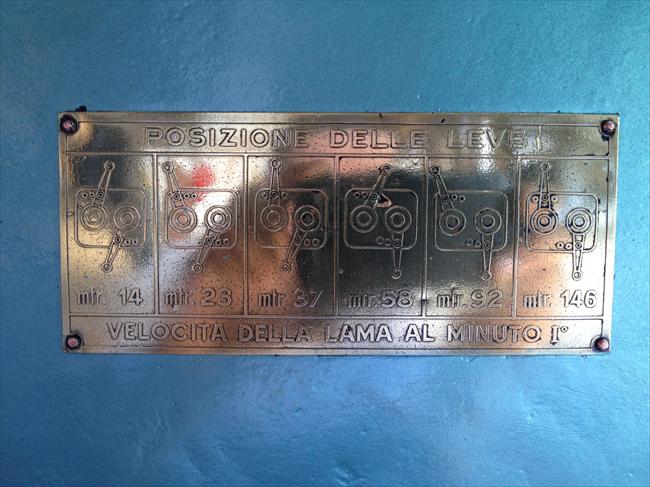 POSIZIONE DELLE LEVE
mtr. 14 mtr. 23 mtr. 37 mtr. 58 mtr. 92 mtr. 146
VELOCITA DELLA LAMA AL MINUTO I°